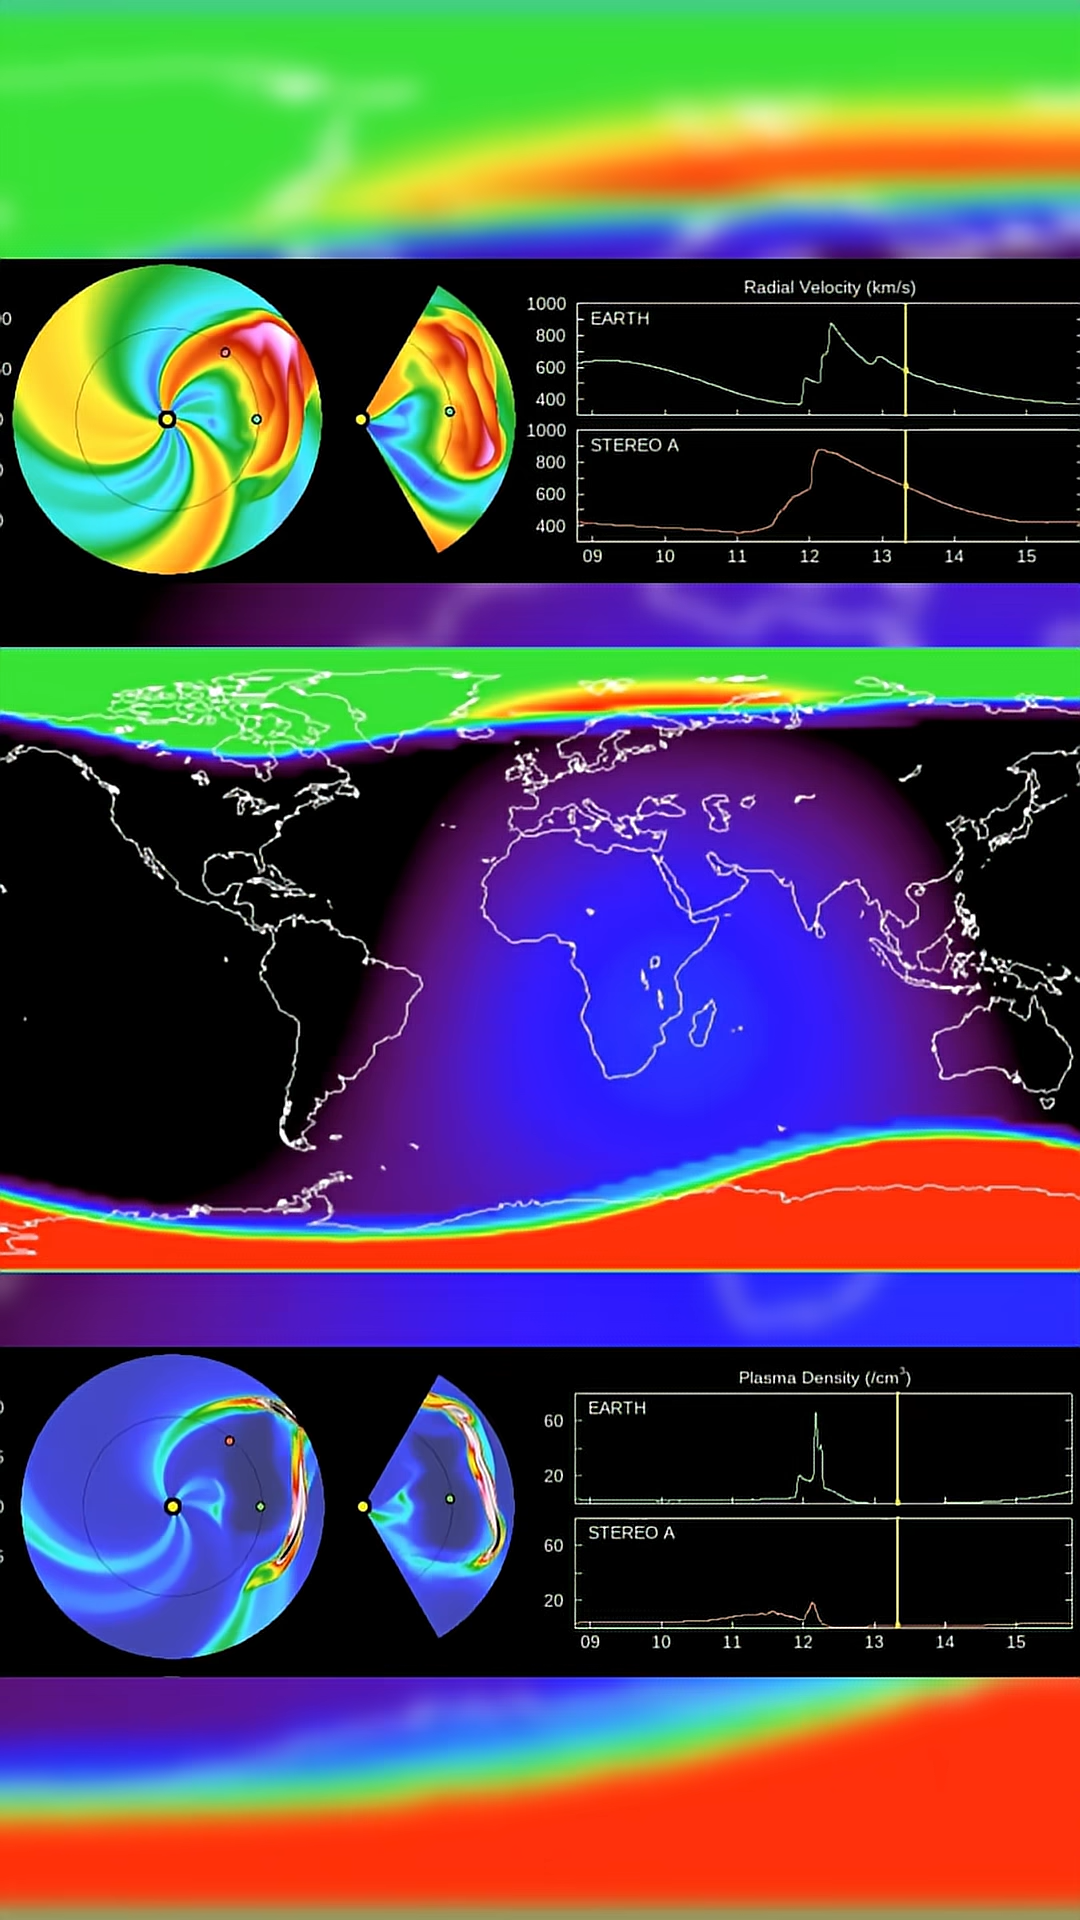 Radial Velocity (km/s)
1000
EARTH
800
600
400
1000
STEREO A
800
600
400
09 10 11 12 13 14 15
Plasma Density (/cm³)
EARTH
60
20
STEREO A
60
20
09 10 11 12 13 14 15